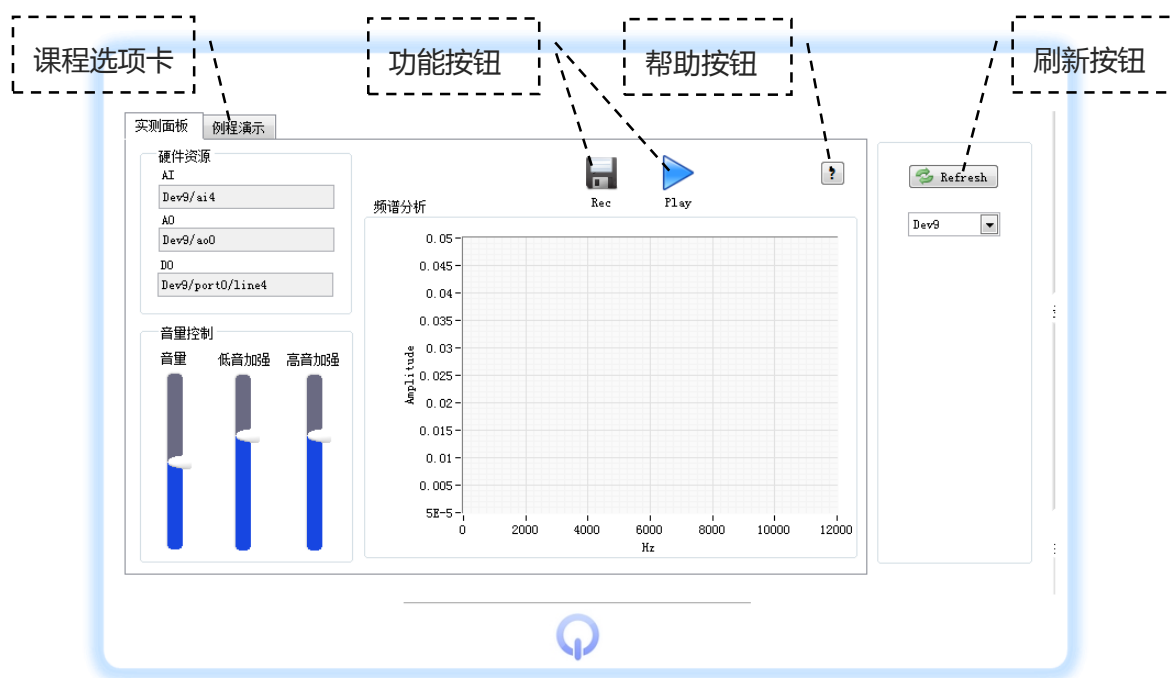 课程选项卡
功能按钮
帮助按钮
刷新按钮
实测面板
例程演示
硬件资源
AI
Dev9/ai4
AO
Dev9/ao0
DO
Dev9/port0/line4
音量控制
音量
低音加强
高音加强
Rec
Play
?
频谱分析
0.05
0.045
0.04
0.035
0.03
0.025
0.02
0.015
0.01
0.005
5E-5
Amplitude
0 2000 4000 6000 8000 10000 12000
Hz
Refresh
Dev9